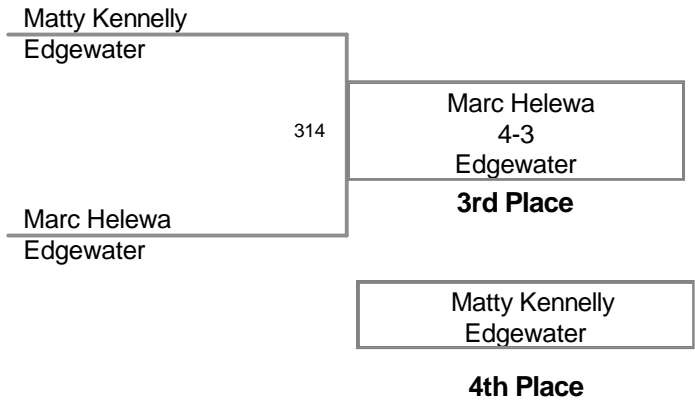 Matty Kennelly
Edgewater
314
Marc Helewa
4-3
Edgewater
3rd Place
Marc Helewa
Edgewater
Matty Kennelly
Edgewater
4th Place